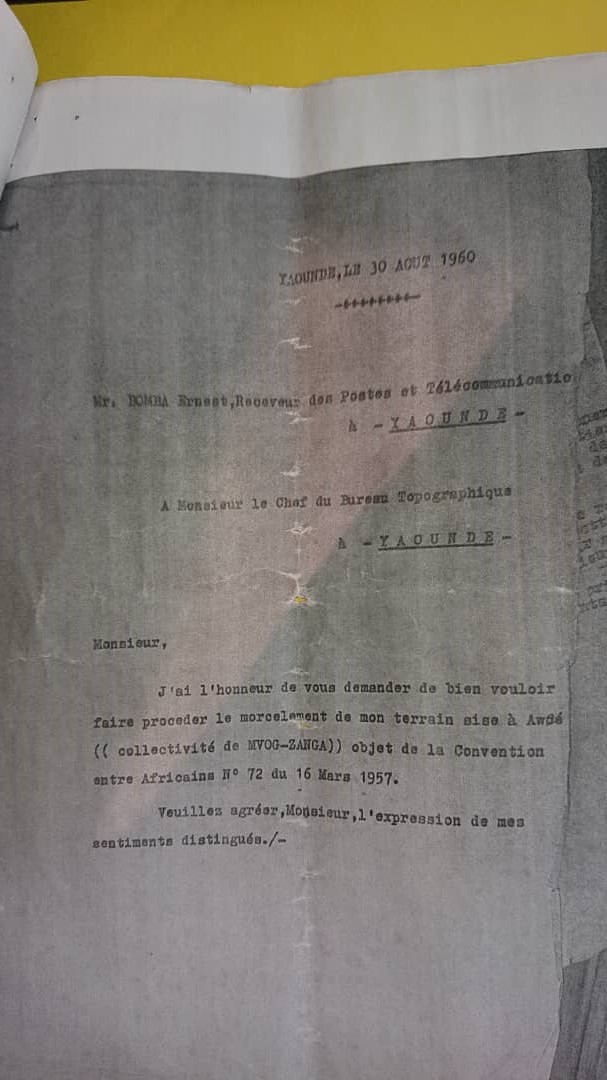 YAOUNDE,LE 30 AOUT 1960
Mr. BOMBA Ernest,Receveur des Postes et Télécommunicatio
à - Y A O U N D E -
A Monsieur le Chef du Bureau Topographique
à - Y A O U N D E -
Monsieur,
J'ai l'honneur de vous demander de bien vouloir
faire proceder le morcelement de mon terrain sise à
(( collectivité de MVOG-ZANGA)) objet de la Convention
entre Africains N° 72 du 16 Mars 1957.
Veuillez agréer,Monsieur,l'expression de mes
sentiments distingués./-